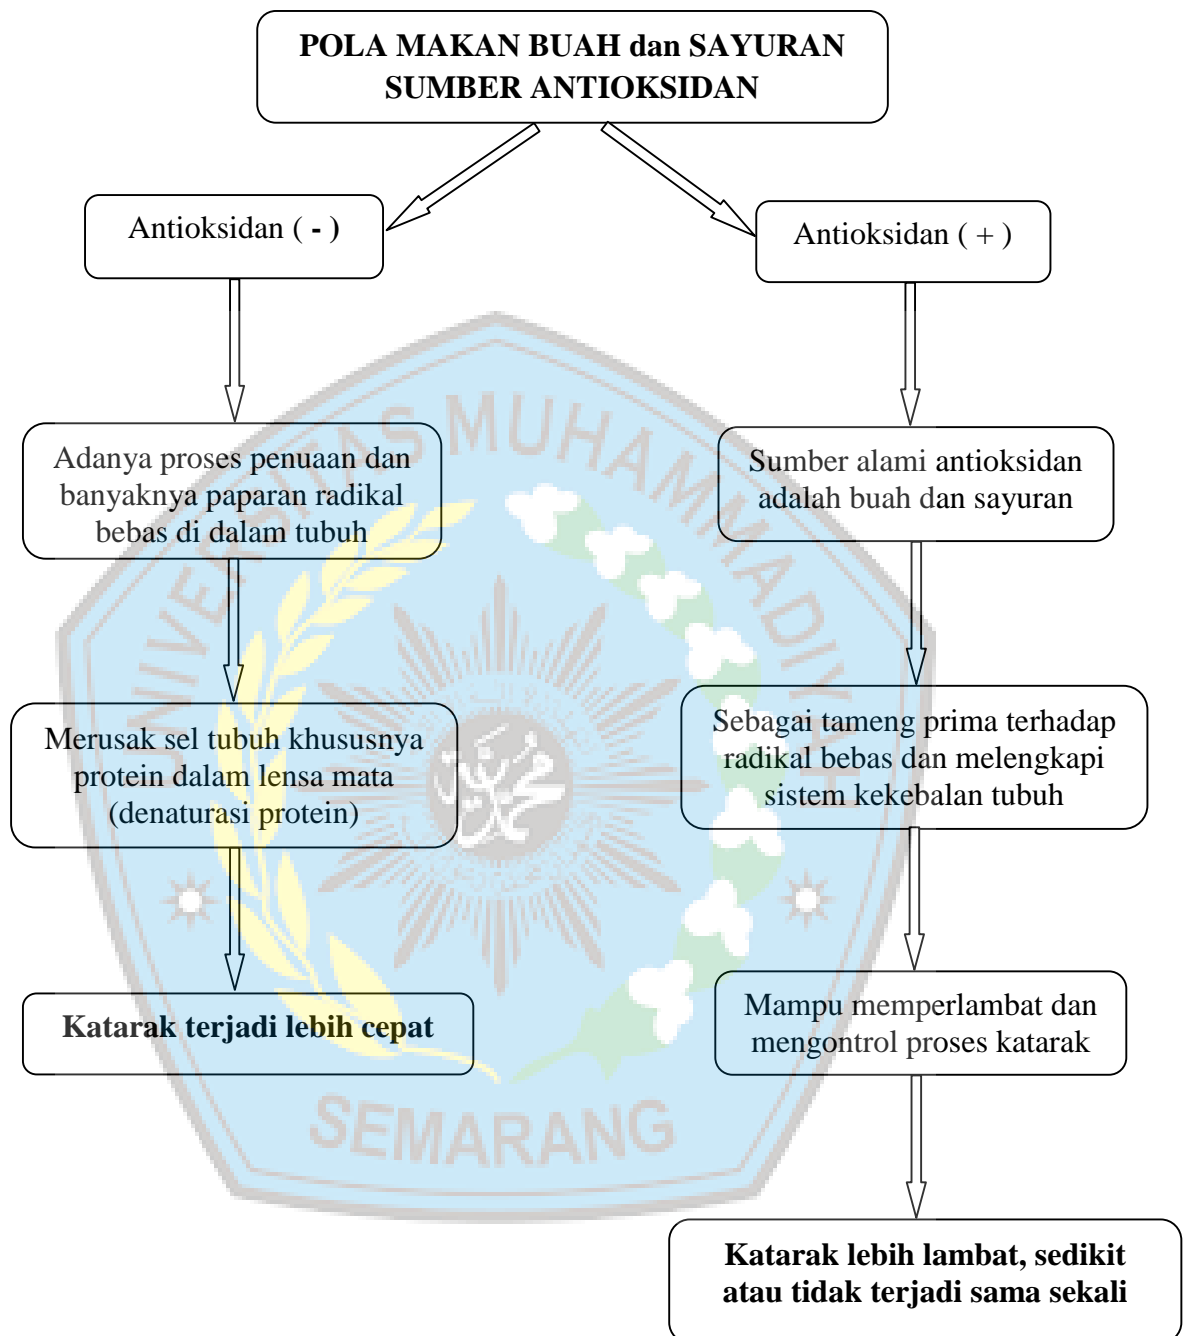 POLA MAKAN BUAH dan SAYURAN
SUMBER ANTIOKSIDAN
Antioksidan ( - )
Antioksidan ( + )
Adanya proses penuaan dan
banyaknya paparan radikal
bebas di dalam tubuh
Sumber alami antioksidan
adalah buah dan sayuran
Merusak sel tubuh khususnya
protein dalam lensa mata
(denaturasi protein)
Sebagai tameng prima terhadap
radikal bebas dan melengkapi
sistem kekebalan tubuh
Katarak terjadi lebih cepat
Mampu memperlambat dan
mengontrol proses katarak
Katarak lebih lambat, sedikit
atau tidak terjadi sama sekali
UNIVERSITAS MUHAMMADIYAH
SEMARANG